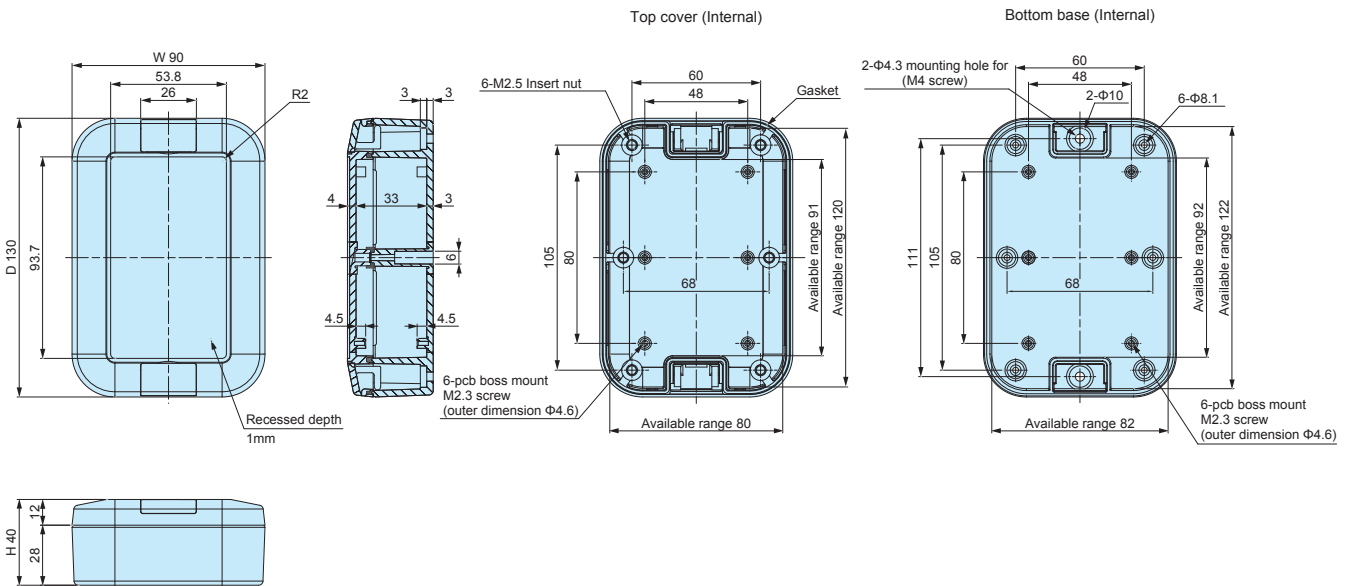 Top cover (Internal)
Bottom base (Internal)
W 90
53.8
26
R2
D 130
93.7
Recessed depth
1mm
3
3
4
33
3
6
4.5
4.5
6-M2.5 Insert nut
60
48
Gasket
105
80
68
Available range 91
Available range 120
6-pcb boss mount
M2.3 screw
(outer dimension Φ4.6)
Available range 80
2-Φ4.3 mounting hole for
(M4 screw)
60
48
2-Φ10
6-Φ8.1
111
105
80
68
Available range 92
Available range 122
Available range 82
6-pcb boss mount
M2.3 screw
(outer dimension Φ4.6)
H 40
12
28